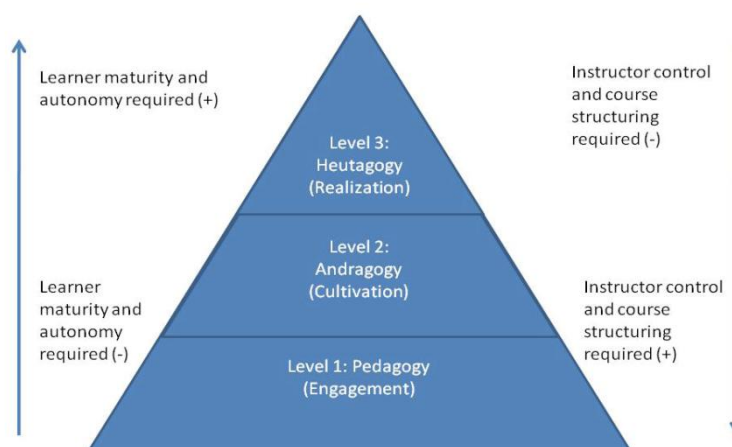 Learner maturity and
autonomy required (+)
Instructor control
and course
structuring
required (-)
Level 3:
Heutagogy
(Realization)
Level 2:
Andragogy
(Cultivation)
Learner
maturity and
autonomy
required (-)
Instructor control
and course
structuring
required (+)
Level 1: Pedagogy
(Engagement)